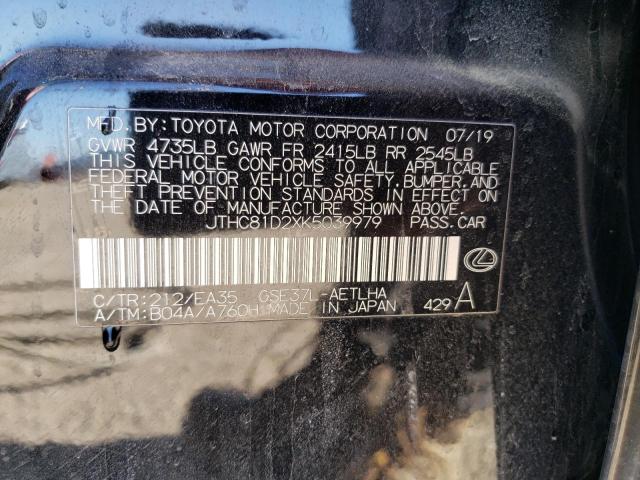 MFD. BY: TOYOTA MOTOR CORPORATION 07/19
GVWR 4735LB GAWR FR 2415LB RR 2545LB
THIS VEHICLE CONFORMS TO ALL APPLICABLE
FEDERAL MOTOR VEHICLE SAFETY, BUMPER, AND
THEFT PREVENTION STANDARDS IN EFFECT ON
THE DATE OF MANUFACTURE SHOWN ABOVE.
JTHC81D2XK5039979 PASS. CAR
C/TR: 212/EA35 GSE37L-AETLHA
A/TM: B04A/A760H MADE IN JAPAN 429 A